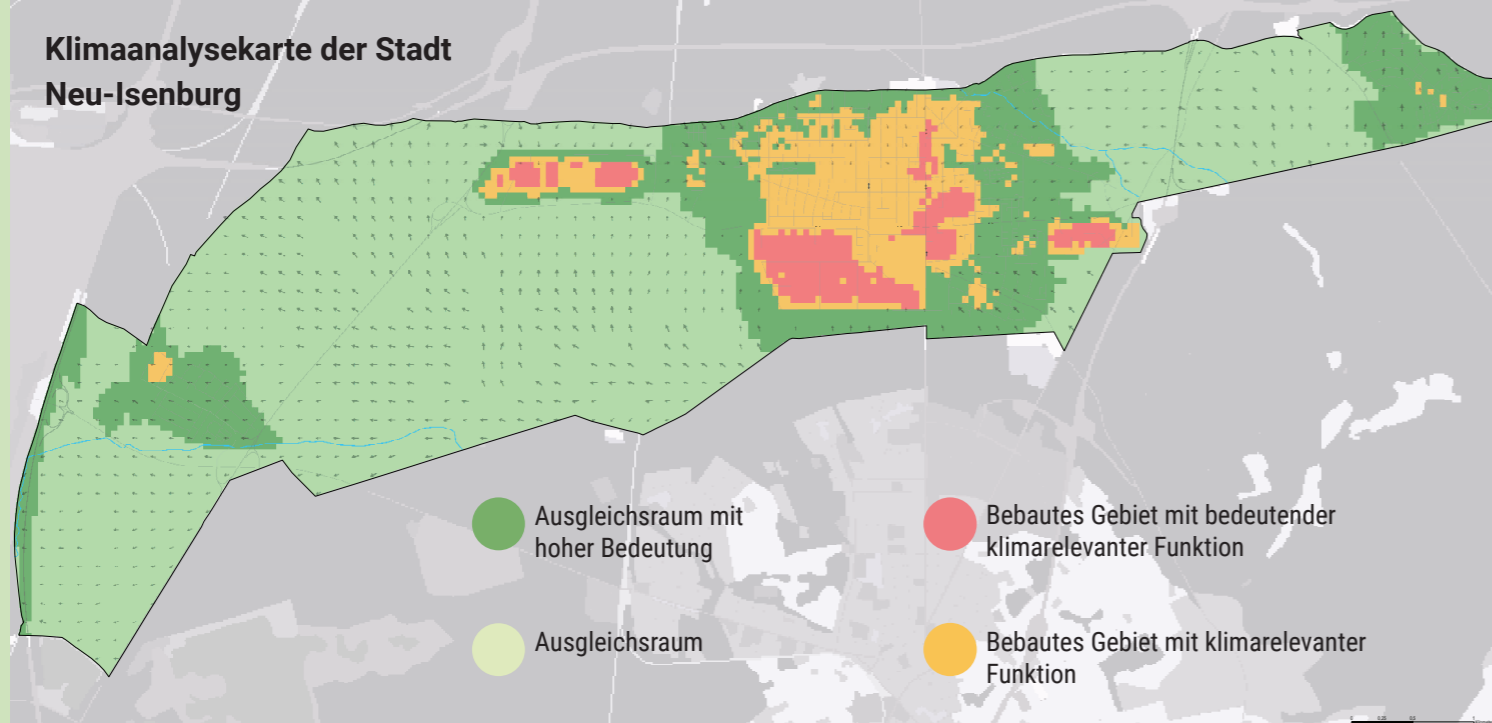 Klimaanalysekarte der Stadt
Neu-Isenburg
Ausgleichsraum mit
hoher Bedeutung
Bebautes Gebiet mit bedeutender
klimarelevanter Funktion
Ausgleichsraum
Bebautes Gebiet mit klimarelevanter
Funktion